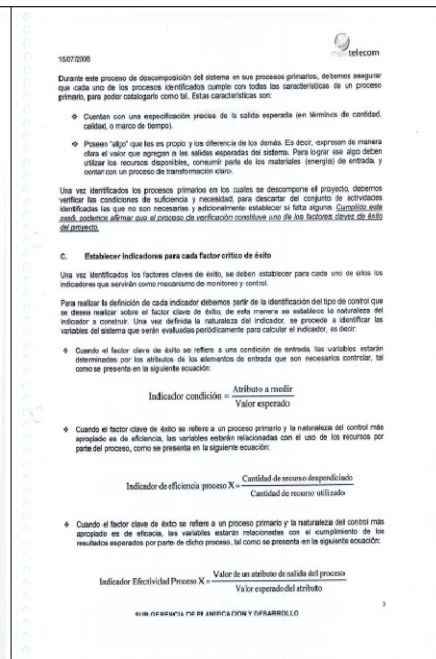 telecom
15/07/2008
Durante este proceso de descomposición del sistema en sus procesos primarios, debemos asegurar
que cada uno de los procesos identificados cumple con todas las características de un proceso
primario, para poder catalogarlo como tal. Estas características son:
Cuentan con una especificación precisa de la salida esperada (en términos de cantidad,
calidad, o marco de tiempo).
Poseen "algo" que les es propio y los diferencia de los demás. Es decir, expresan de manera
clara el valor que agregan a las salidas esperadas del sistema. Para lograr ese algo deben
utilizar los recursos disponibles, consumir parte de los materiales (energía) de entrada, y
contar con un proceso de transformación claro.
Una vez identificados los procesos primarios en los cuales se descompone el proyecto, debemos
verificar las condiciones de suficiencia y necesidad, para descartar del conjunto de actividades
identificadas las que no son necesarias y adicionalmente establecer si falta alguna. Cumplido este
paso, podemos afirmar que el proceso de verificación constituye uno de los factores claves de éxito
del proyecto.
C. Establecer indicadores para cada factor crítico de éxito
Una vez identificados los factores claves de éxito, se deben establecer para cada uno de ellos los
indicadores que servirán como mecanismo de monitoreo y control.
Para realizar la definición de cada indicador debemos partir de la identificación del tipo de control que
se desea realizar sobre el factor clave de éxito, de esta manera se establece la naturaleza del
indicador a construir. Una vez definida la naturaleza del indicador, se procede a identificar las
variables del sistema que serán evaluadas periódicamente para calcular el indicador, es decir:
Cuando el factor clave de éxito se refiere a una condición de entrada, las variables estarán
determinadas por los atributos de los elementos de entrada que son necesarios controlar, tal
como se presenta en la siguiente ecuación:
Indicador condición = Atributo a medir
Valor esperado
Cuando el factor clave de éxito se refiere a un proceso primario y la naturaleza del control más
apropiado es de eficiencia, las variables estarán relacionadas con el uso de los recursos por
parte del proceso, como se presenta en la siguiente ecuación:
Indicador de eficiencia proceso X = Cantidad de recurso desperdiciado
Cantidad de recurso utilizado
Cuando el factor clave de éxito se refiere a un proceso primario y la naturaleza del control más
apropiado es de eficacia, las variables estarán relacionadas con el cumplimiento de los
resultados esperados por parte de dicho proceso, tal como se presenta en la siguiente ecuación:
Indicador Efectividad Proceso X = Valor de un atributo de salida del proceso
Valor esperado del atributo
3
SUB GERENCIA DE PLANIFICACION Y DESARROLLO